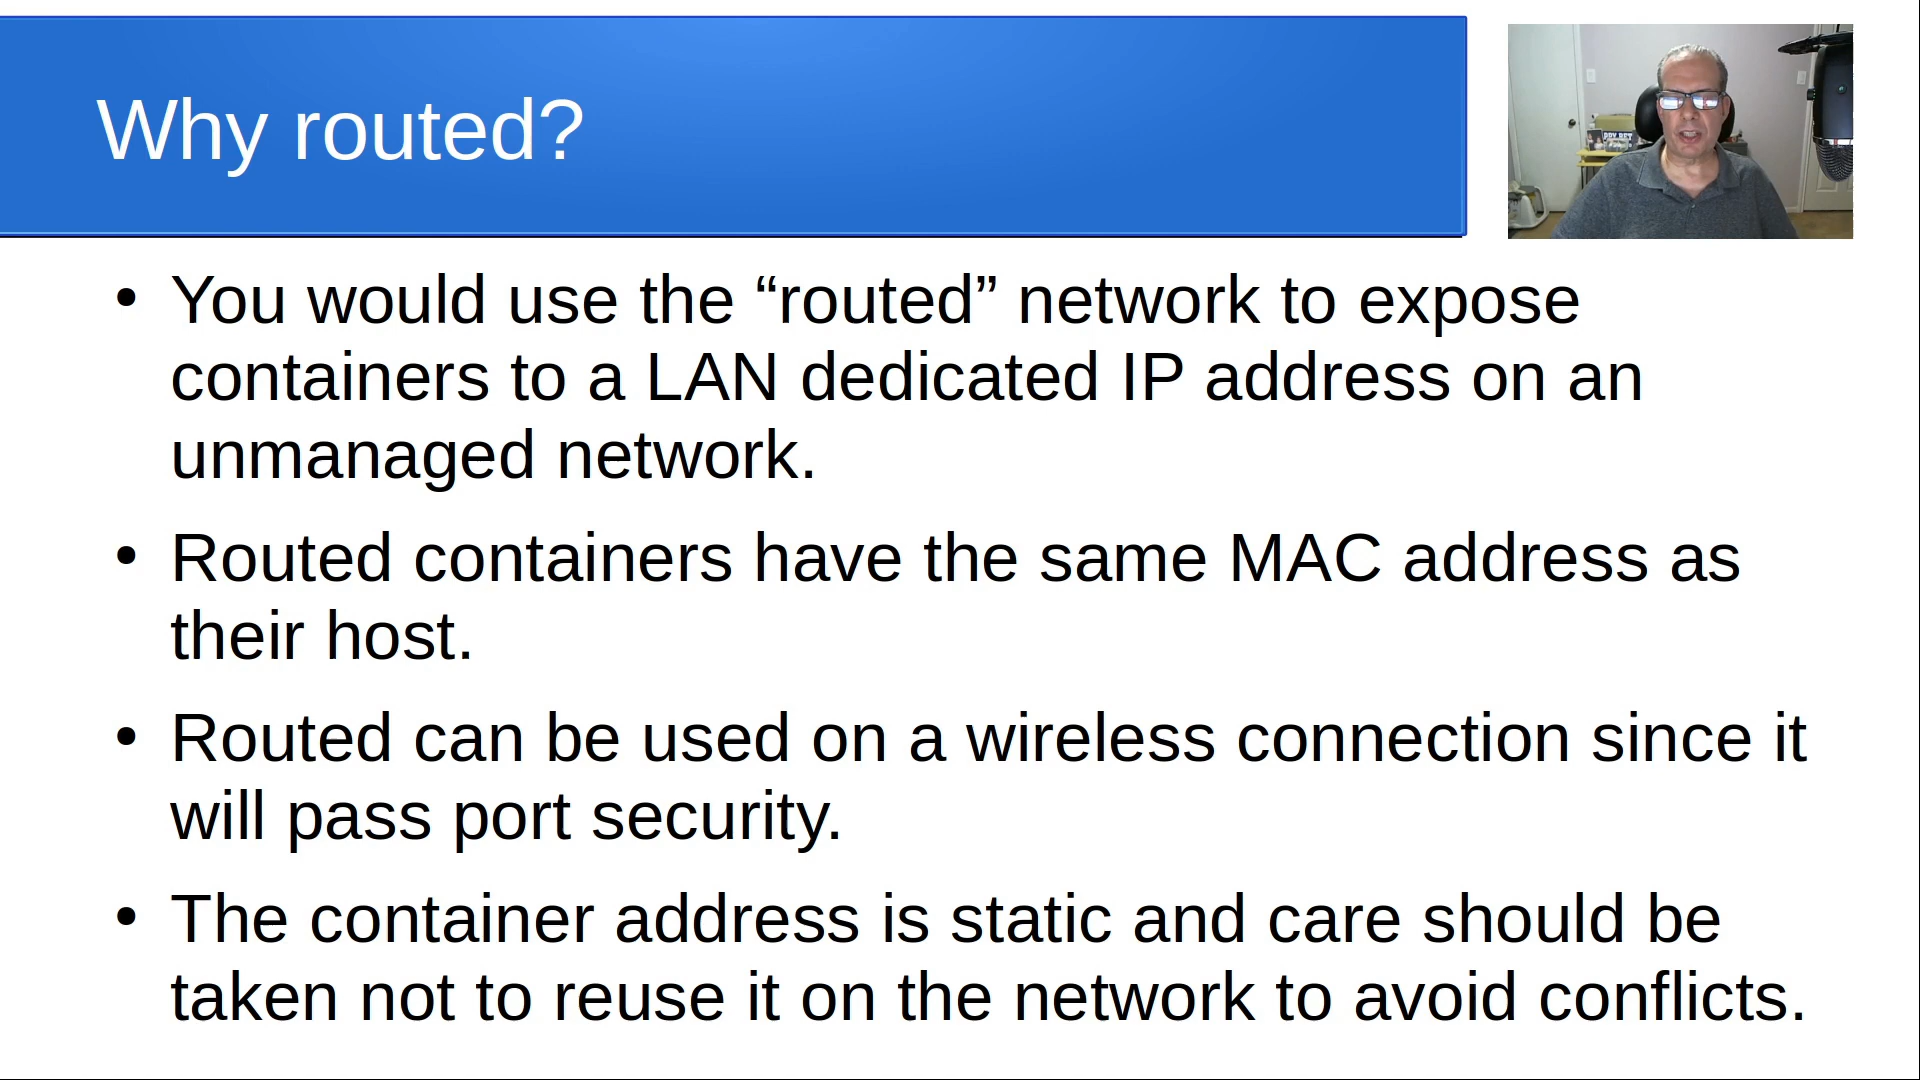 Why routed?
• You would use the “routed” network to expose
containers to a LAN dedicated IP address on an
unmanaged network.
• Routed containers have the same MAC address as
their host.
• Routed can be used on a wireless connection since it
will pass port security.
• The container address is static and care should be
taken not to reuse it on the network to avoid conflicts.